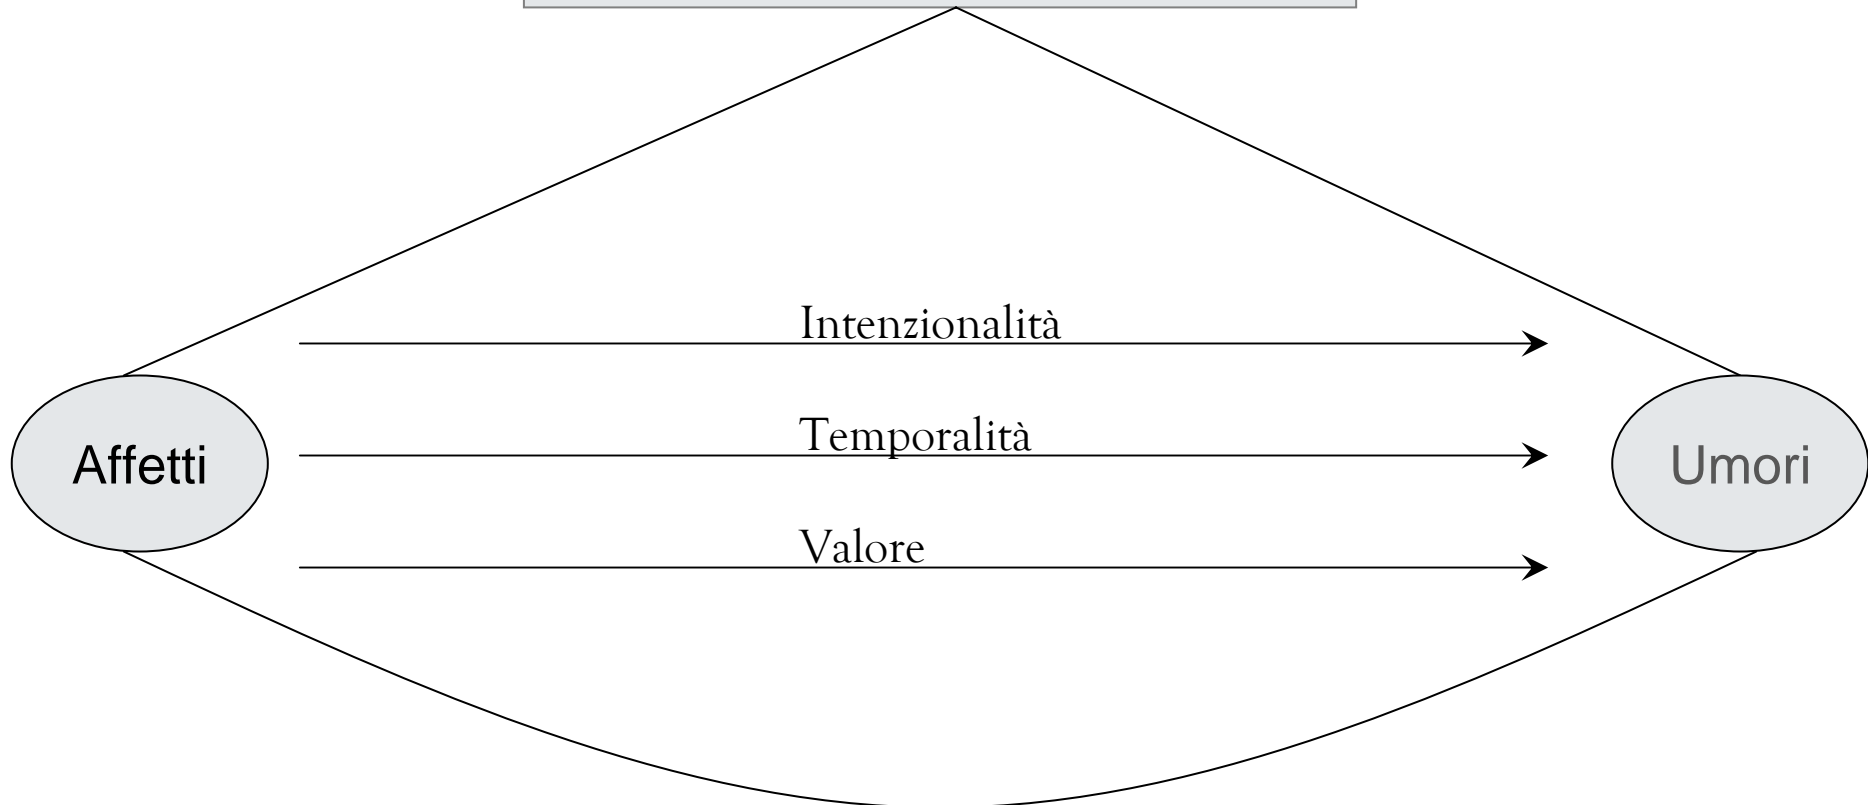 Intenzionalità
Temporalità
Affetti
Umori
Valore